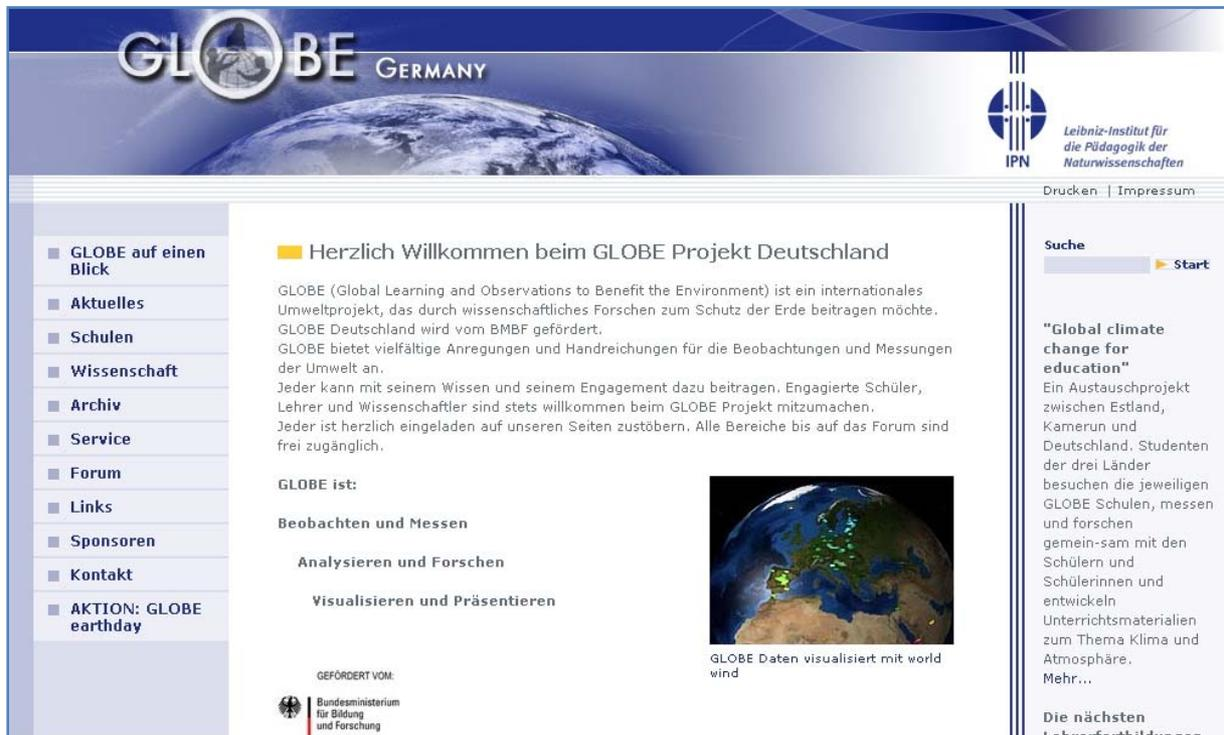 GLOBE GERMANY
IPN
Leibniz-Institut für
die Pädagogik der
Naturwissenschaften
Drucken | Impressum
GLOBE auf einen
Blick
Aktuelles
Schulen
Wissenschaft
Archiv
Service
Forum
Links
Sponsoren
Kontakt
AKTION: GLOBE
earthday
Herzlich Willkommen beim GLOBE Projekt Deutschland
GLOBE (Global Learning and Observations to Benefit the Environment) ist ein internationales
Umweltprojekt, das durch wissenschaftliches Forschen zum Schutz der Erde beitragen möchte.
GLOBE Deutschland wird vom BMBF gefördert.
GLOBE bietet vielfältige Anregungen und Handreichungen für die Beobachtungen und Messungen
der Umwelt an.
Jeder kann mit seinem Wissen und seinem Engagement dazu beitragen. Engagierte Schüler,
Lehrer und Wissenschaftler sind stets willkommen beim GLOBE Projekt mitzumachen.
Jeder ist herzlich eingeladen auf unseren Seiten zustöbern. Alle Bereiche bis auf das Forum sind
frei zugänglich.
GLOBE ist:
Beobachten und Messen
Analysieren und Forschen
Visualisieren und Präsentieren
GLOBE Daten visualisiert mit world
wind
GEFÖRDERT VOM:
Bundesministerium
für Bildung
und Forschung
Suche
Start
"Global climate
change for
education"
Ein Austauschprojekt
zwischen Estland,
Kamerun und
Deutschland. Studenten
der drei Länder
besuchen die jeweiligen
GLOBE Schulen, messen
und forschen
gemein-sam mit den
Schülern und
Schülerinnen und
entwickeln
Unterrichtsmaterialien
zum Thema Klima und
Atmosphäre.
Mehr...
Die nächsten